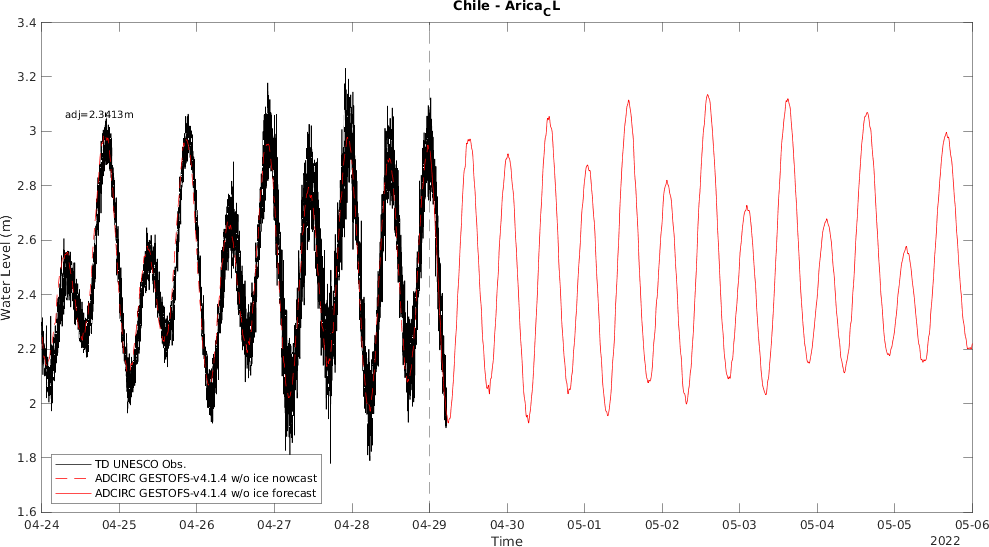 Chile - Arica_CL
3.4
3.2
3
2.8
2.6
2.4
2.2
2
1.8
1.6
Water Level (m)
adj=2.3413m
TD UNESCO Obs.
ADCIRC GESTOFS-v4.1.4 w/o ice nowcast
ADCIRC GESTOFS-v4.1.4 w/o ice forecast
04-24 04-25 04-26 04-27 04-28 04-29 04-30 05-01 05-02 05-03 05-04 05-05 05-06
Time
2022